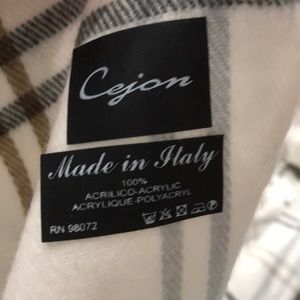 Cejon
Made in Italy
100%
ACRILICO-ACRYLIC
ACRYLIQUE-POLYACRYL
RN 98072